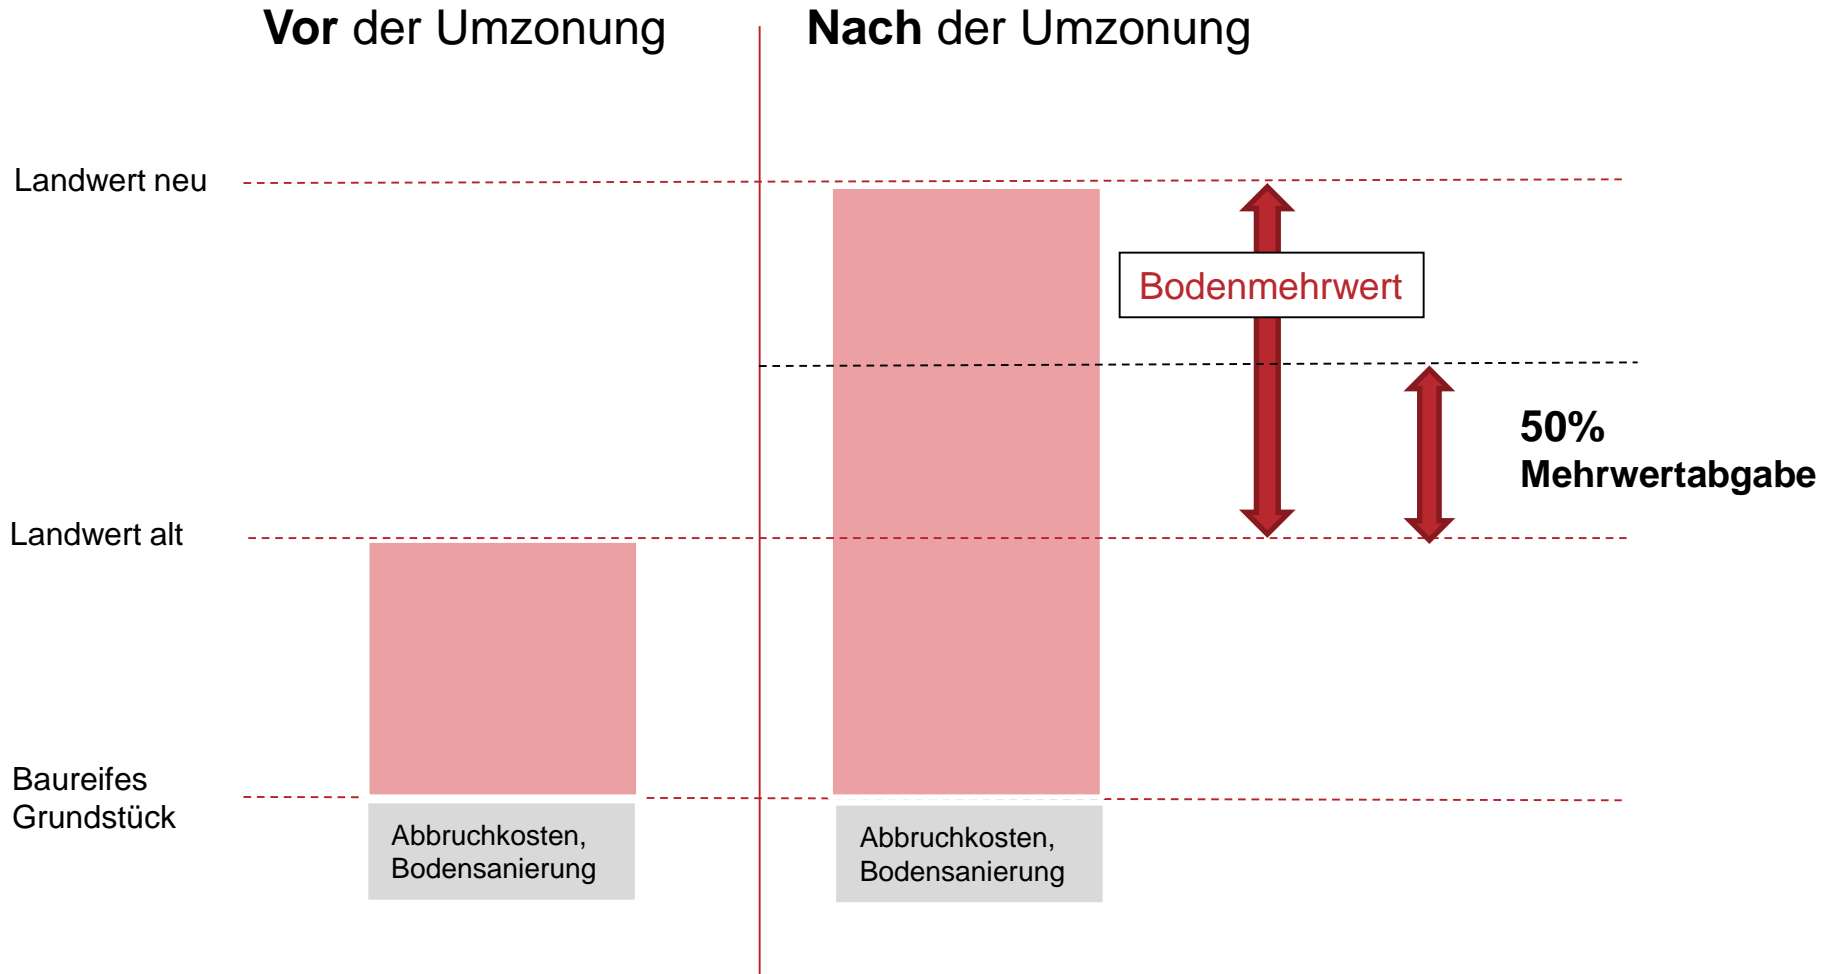 Vor der Umzonung
Nach der Umzonung
Landwert neu
Bodenmehrwert
50%
Mehrwertabgabe
Landwert alt
Baureifes
Grundstück
Abbruchkosten,
Bodensanierung
Abbruchkosten,
Bodensanierung